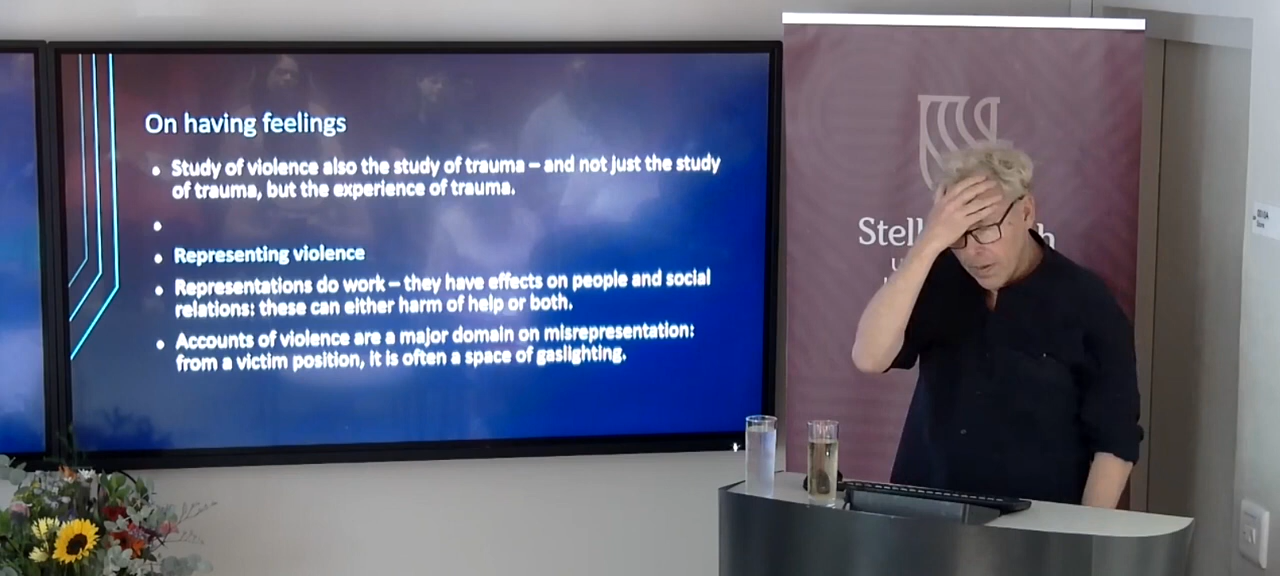 On having feelings
• Study of violence also the study of trauma – and not just the study
of trauma, but the experience of trauma.
•
• Representing violence
• Representations do work – they have effects on people and social
relations: these can either harm of help or both.
• Accounts of violence are a major domain on misrepresentation:
from a victim position, it is often a space of gaslighting.